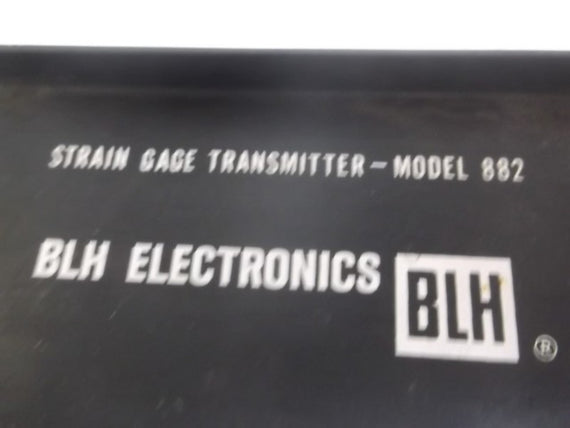 STRAIN GAGE TRANSMITTER - MODEL 882
BLH ELECTRONICS BLH ®